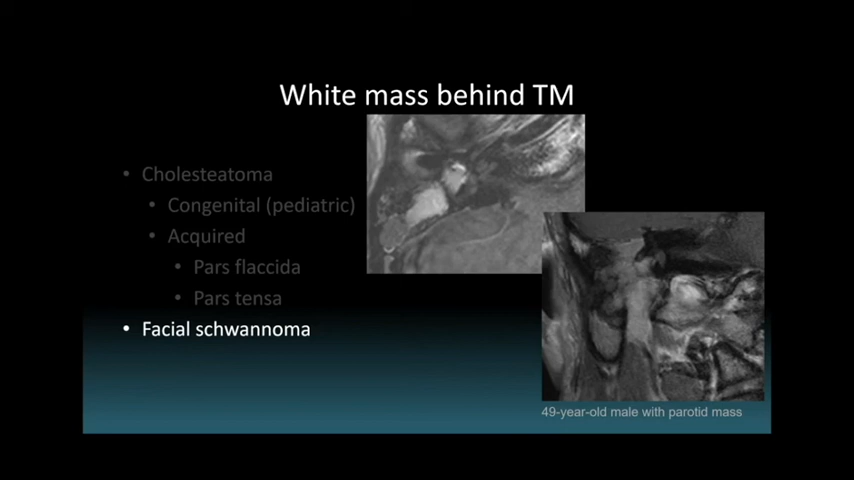 White mass behind TM
• Cholesteatoma
• Congenital (pediatric)
• Acquired
• Pars flaccida
• Pars tensa
• Facial schwannoma
49-year-old male with parotid mass